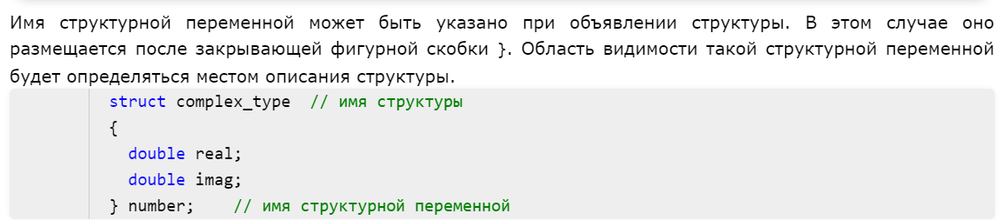 Имя структурной переменной может быть указано при объявлении структуры. В этом случае оно
размещается после закрывающей фигурной скобки }. Область видимости такой структурной переменной
будет определяться местом описания структуры.
struct complex_type  // имя структуры
{
  double real;
  double imag;
} number;    // имя структурной переменной